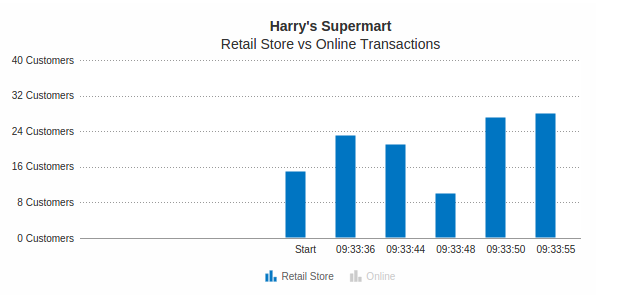 Harry's Supermart
Retail Store vs Online Transactions
40 Customers
32 Customers
24 Customers
16 Customers
8 Customers
0 Customers
Start 09:33:36 09:33:44 09:33:48 09:33:50 09:33:55
Retail Store Online